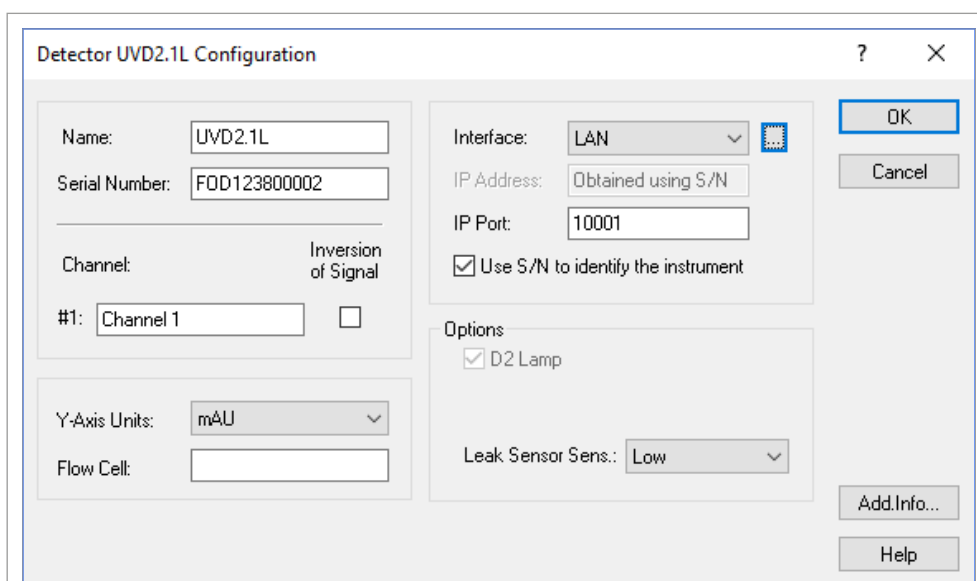 Detector UVD2.1L Configuration
?
Name: UVD2.1L
Serial Number: FOD123800002
Channel: Inversion
of Signal
#1: Channel 1
Y-Axis Units: mAU
Flow Cell:
Interface: LAN ...
IP Address: Obtained using S/N
IP Port: 10001
Use S/N to identify the instrument
Options
D2 Lamp
Leak Sensor Sens.: Low
OK
Cancel
Add.Info...
Help